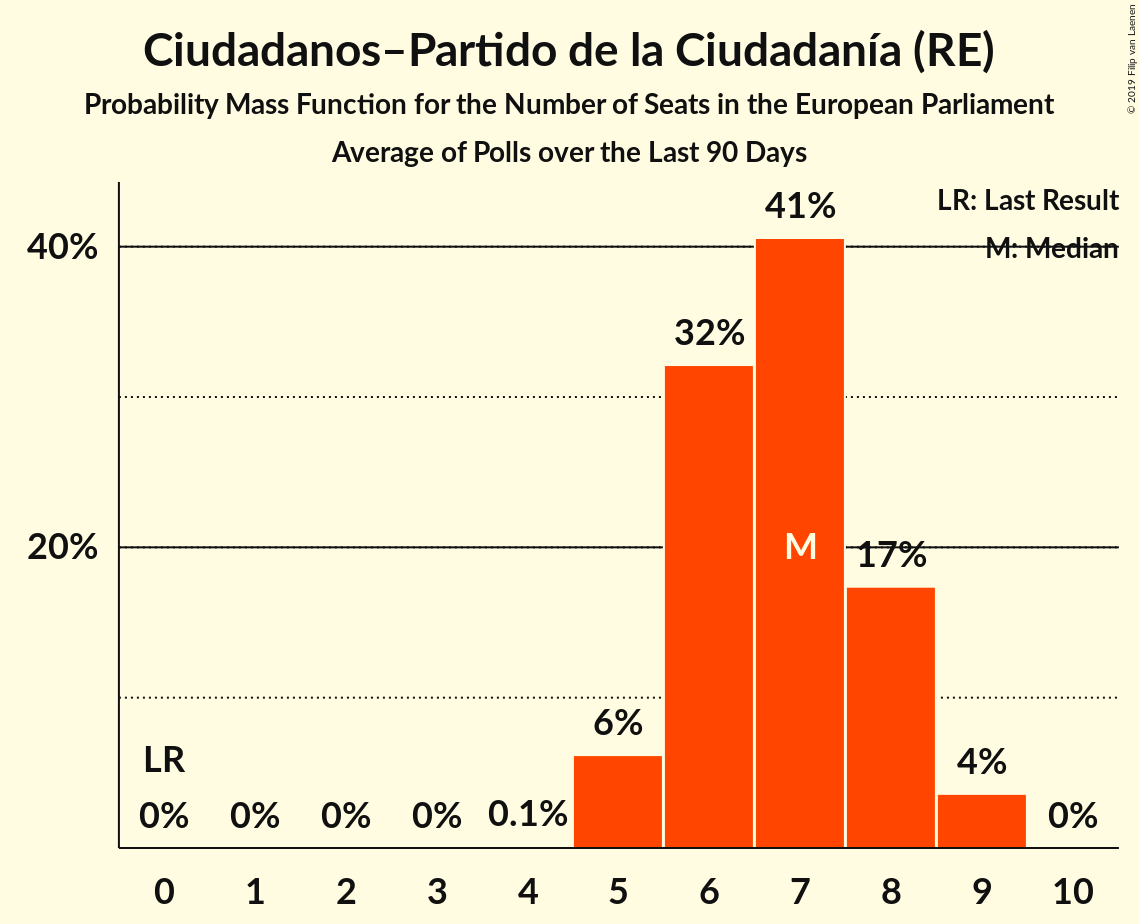 Ciudadanos–Partido de la Ciudadanía (RE)
Probability Mass Function for the Number of Seats in the European Parliament
Average of Polls over the Last 90 Days
© 2019 Filip van Laenen
LR: Last Result
M: Median
41%
40%
32%
20%
M
17%
6%
LR
4%
0%
0%
0%
0%
0.1%
0%
0 1 2 3 4 5 6 7 8 9 10